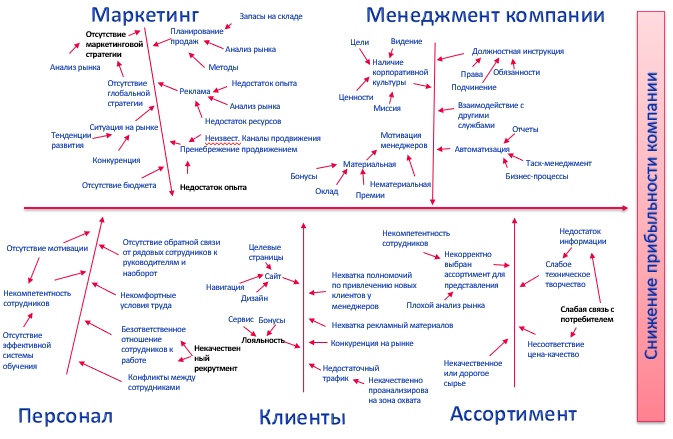 Маркетинг
Менеджмент компании
Запасы на складе
Отсутствие
маркетинговой
стратегии
Планирование
продаж
Анализ рынка
Анализ рынка
Методы
Отсутствие
глобальной
стратегии
Реклама
Недостаток опыта
Анализ рынка
Недостаток ресурсов
Ситуация на рынке
Тенденции
развития
Неизвест. Каналы продвижения
Пренебрежение продвижением
Конкуренция
Отсутствие бюджета
Недостаток опыта
Цели
Видение
Наличие
корпоративной
культуры
Ценности
Миссия
Должностная инструкция
Права
Обязанности
Подчинение
Взаимодействие с
другими
службами
Отчеты
Мотивация
менеджеров
Автоматизация
Материальная
Таск-менеджмент
Бизнес-процессы
Бонусы
Оклад
Нематериальная
Премии
Снижение прибыльности компании
Отсутствие мотивации
Отсутствие обратной связи
от рядовых сотрудников к
руководителям и
наоборот
Некомпетентность
сотрудников
Некомфортные
условия труда
Отсутствие
эффективной
системы
обучения
Безответственное
отношение
сотрудников к
работе
Некачествен
ный
рекрутмент
Конфликты между
сотрудниками
Целевые
страницы
Сайт
Навигация
Дизайн
Нехватка полномочий
по привлечению новых
клиентов у
менеджеров
Сервис
Бонусы
Нехватка рекламный материалов
Лояльность
Конкуренция на рынке
Недостаточный
трафик
Некачественно
проанализирова
на зона охвата
Некомпетентность
сотрудников
Некорректно
выбран
ассортимент для
представления
Плохой анализ рынка
Недостаток
информации
Слабое
техническое
творчество
Слабая связь с
потребителем
Несоответствие
цена-качество
Некачественное
или дорогое
сырье
Персонал
Клиенты
Ассортимент